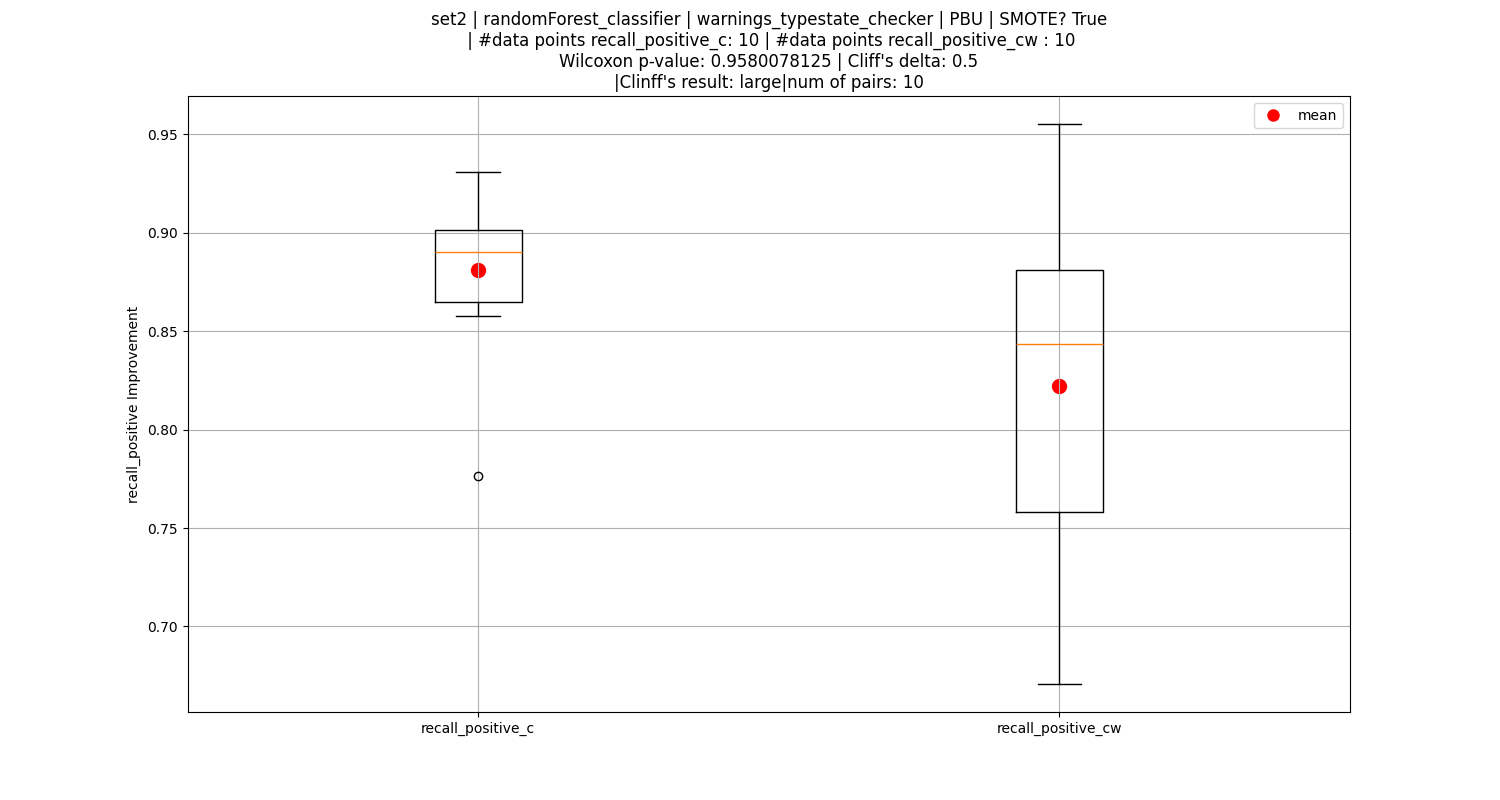 set2 | randomForest_classifier | warnings_typestate_checker | PBU | SMOTE? True
| #data points recall_positive_c: 10 | #data points recall_positive_cw : 10
Wilcoxon p-value: 0.9580078125 | Cliff's delta: 0.5
|Clinff's result: large|num of pairs: 10
mean
0.95
0.90
0.85
0.80
0.75
0.70
recall_positive Improvement
recall_positive_c
recall_positive_cw